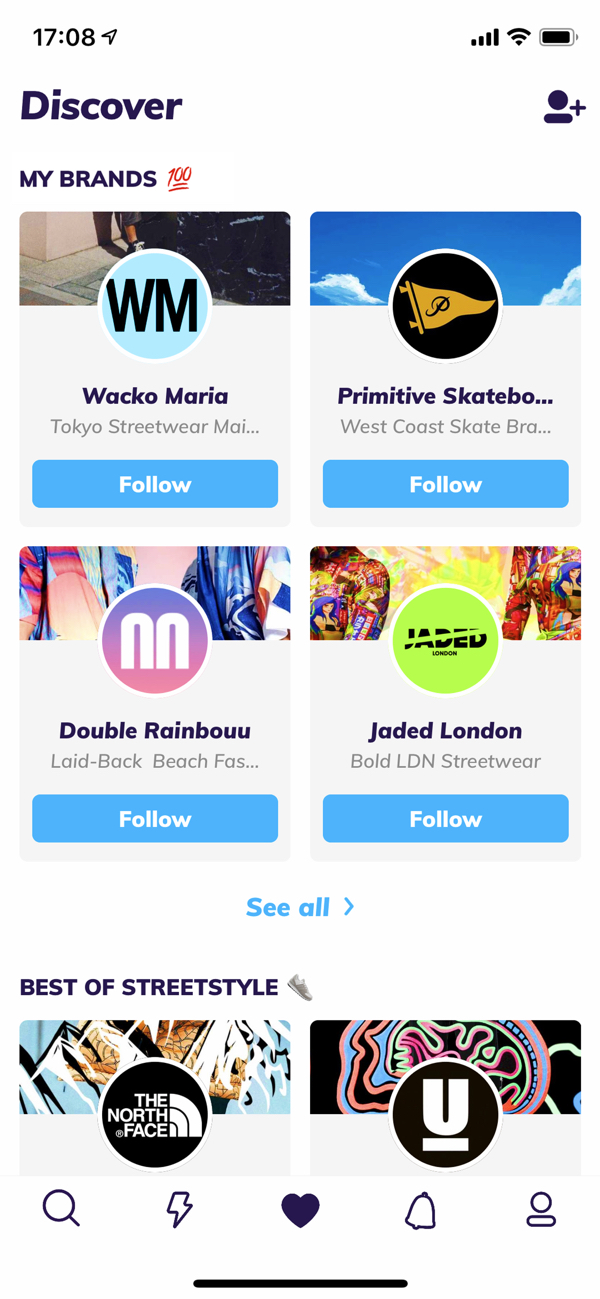 17:08
Discover
MY BRANDS 💯
WM
Wacko Maria
Tokyo Streetwear Mai...
Follow
P
Primitive Skatebo...
West Coast Skate Bra...
Follow
Double Rainbouu
Laid-Back  Beach Fas...
Follow
JADED
LONDON
Jaded London
Bold LDN Streetwear
Follow
See all >
BEST OF STREETSTYLE 👟
THE
NORTH
®FACE
U